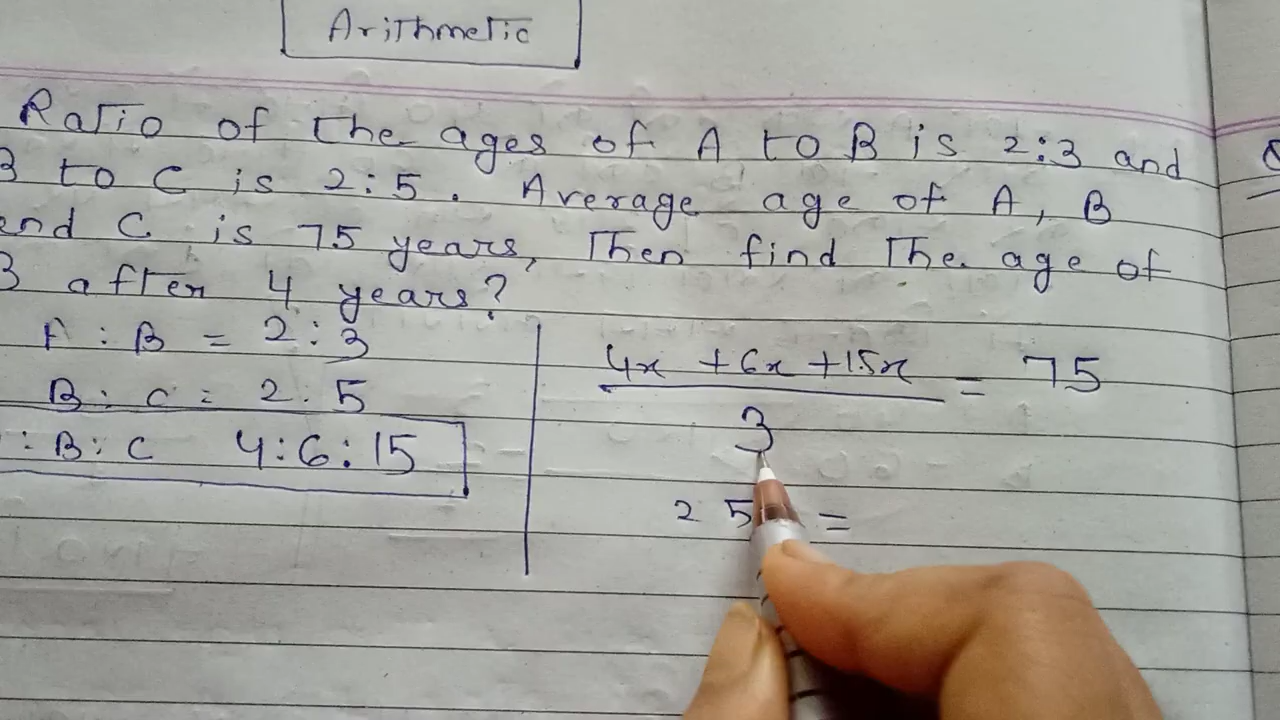 Arithmetic
Ratio of the ages of A to B is 2:3 and
B to C is 2:5. Average age of A, B
and C is 75 years, Then find The age of
B after 4 years?
A : B = 2:3
B : C = 2:5
: B : C 4:6:15
4x + 6x + 15x = 75
3
25 =